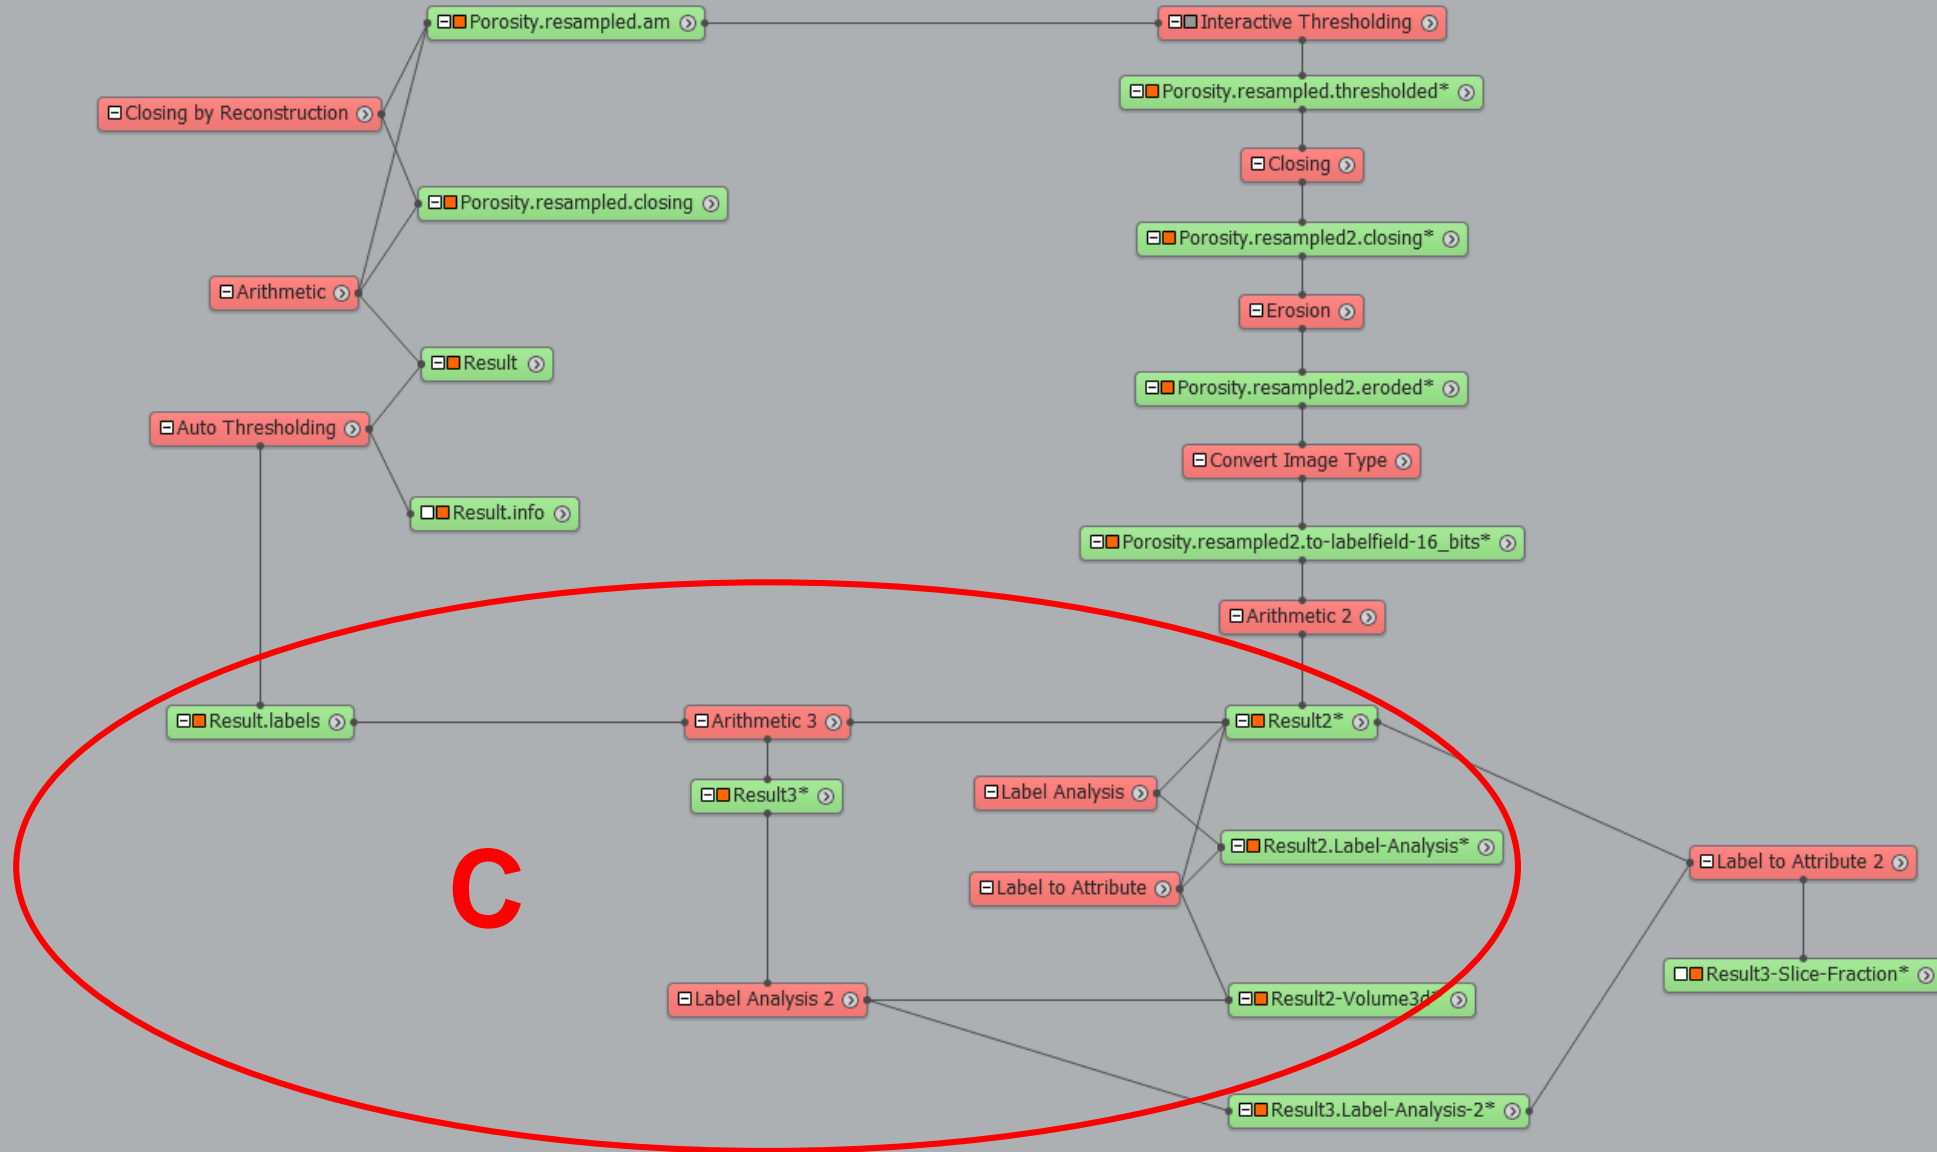 Porosity.resampled.am
Interactive Thresholding
Porosity.resampled.thresholded*
Closing by Reconstruction
Closing
Porosity.resampled.closing
Porosity.resampled2.closing*
Arithmetic
Erosion
Result
Porosity.resampled2.eroded*
Auto Thresholding
Convert Image Type
Result.info
Porosity.resampled2.to-labelfield-16_bits*
Arithmetic 2
Result.labels
Arithmetic 3
Result2*
Label Analysis
Result3*
Result2.Label-Analysis*
Label to Attribute 2
C
Label to Attribute
Result3-Slice-Fraction*
Label Analysis 2
Result2-Volume3d*
Result3.Label-Analysis-2*